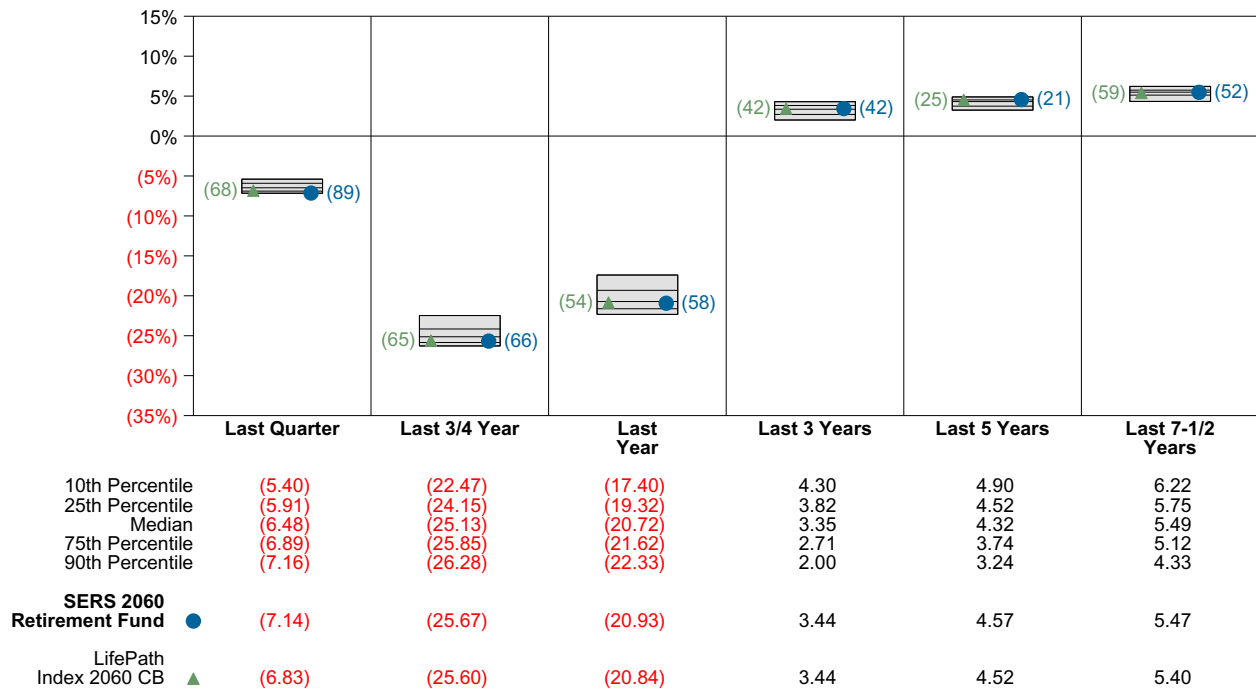 15%
10%
5%
0%
(5%)
(10%)
(15%)
(20%)
(25%)
(30%)
(35%)
(68) (89)
(65) (66)
(54) (58)
(42) (42)
(25) (21)
(59) (52)
Last Quarter Last 3/4 Year Last Last 3 Years Last 5 Years Last 7-1/2
Year Years
10th Percentile (5.40) (22.47) (17.40) 4.30 4.90 6.22
25th Percentile (5.91) (24.15) (19.32) 3.82 4.52 5.75
Median (6.48) (25.13) (20.72) 3.35 4.32 5.49
75th Percentile (6.89) (25.85) (21.62) 2.71 3.74 5.12
90th Percentile (7.16) (26.28) (22.33) 2.00 3.24 4.33
SERS 2060
Retirement Fund (7.14) (25.67) (20.93) 3.44 4.57 5.47
LifePath
Index 2060 CB (6.83) (25.60) (20.84) 3.44 4.52 5.40